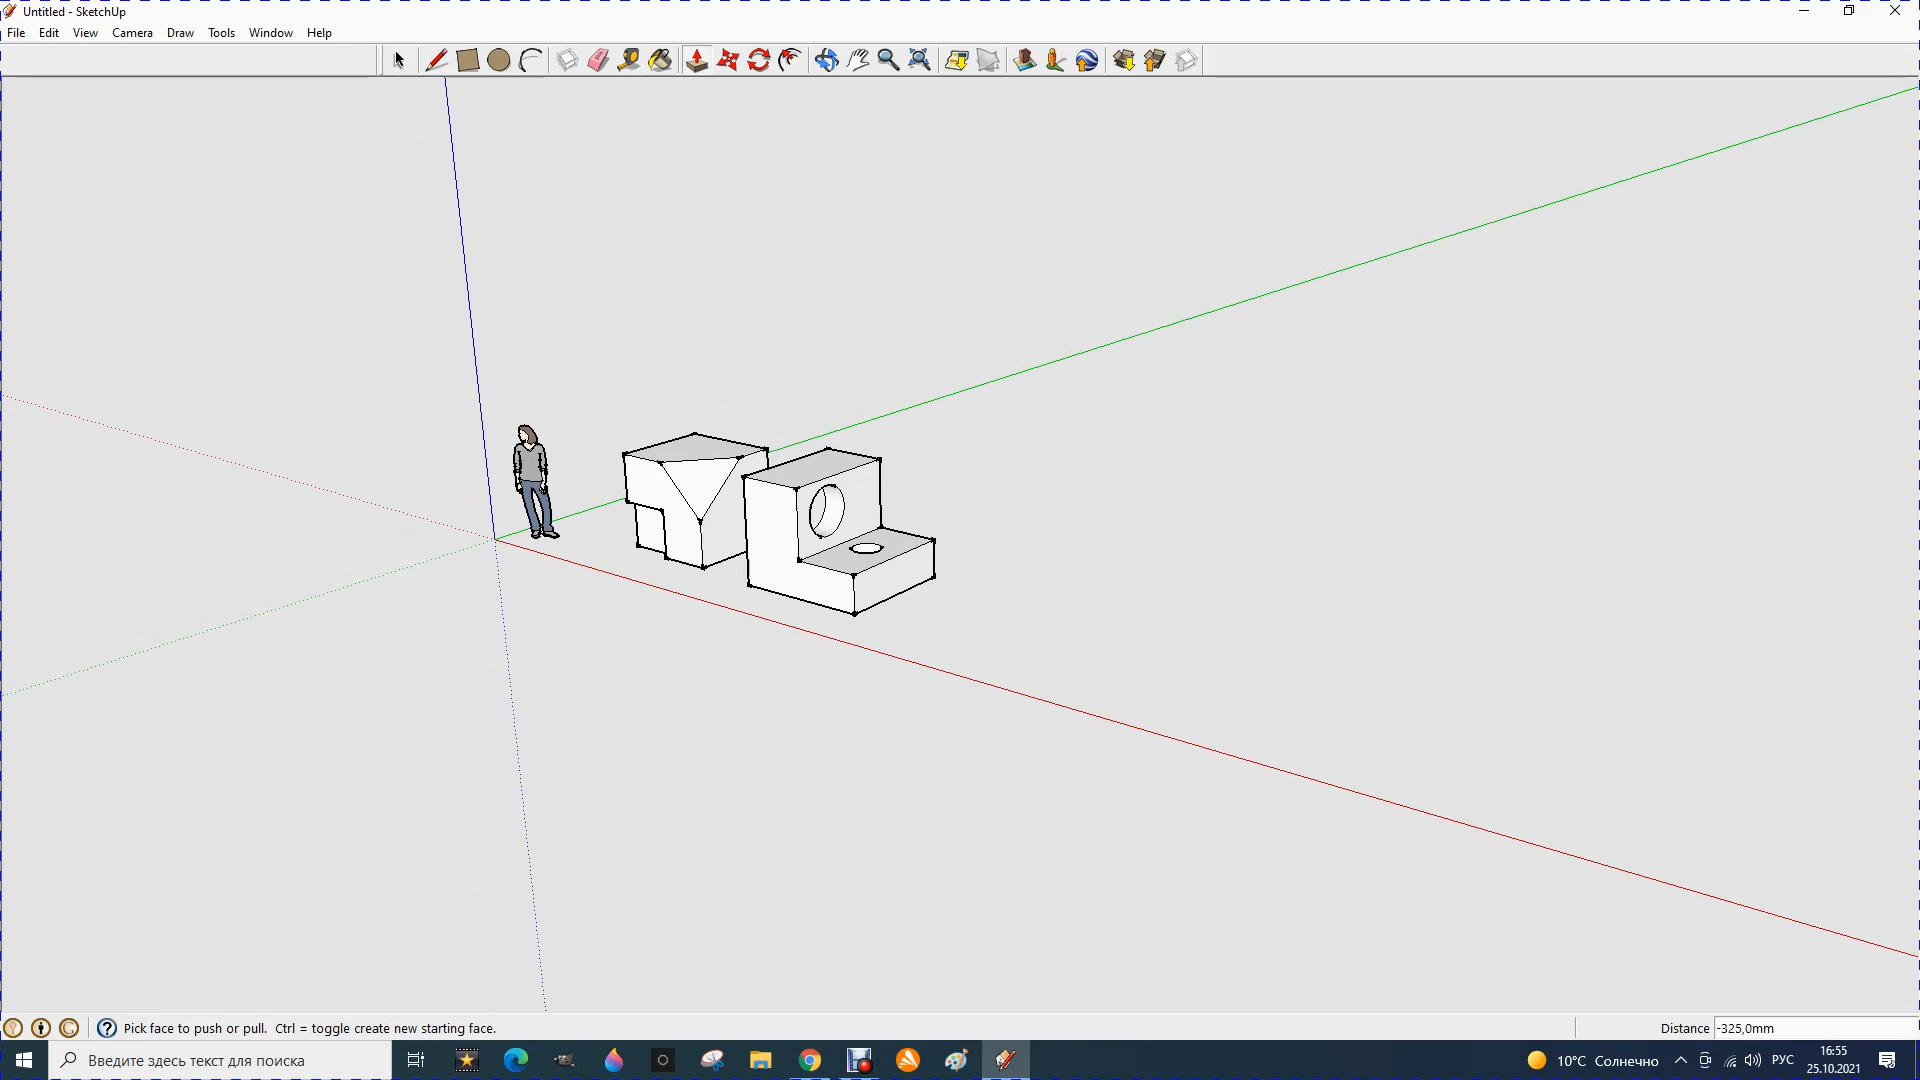 Untitled - SketchUp
File Edit View Camera Draw Tools Window Help
Pick face to push or pull. Ctrl = toggle create new starting face.
Distance -325,0mm
Введите здесь текст для поиска
10°C Солнечно
РУС
16:55
25.10.2021